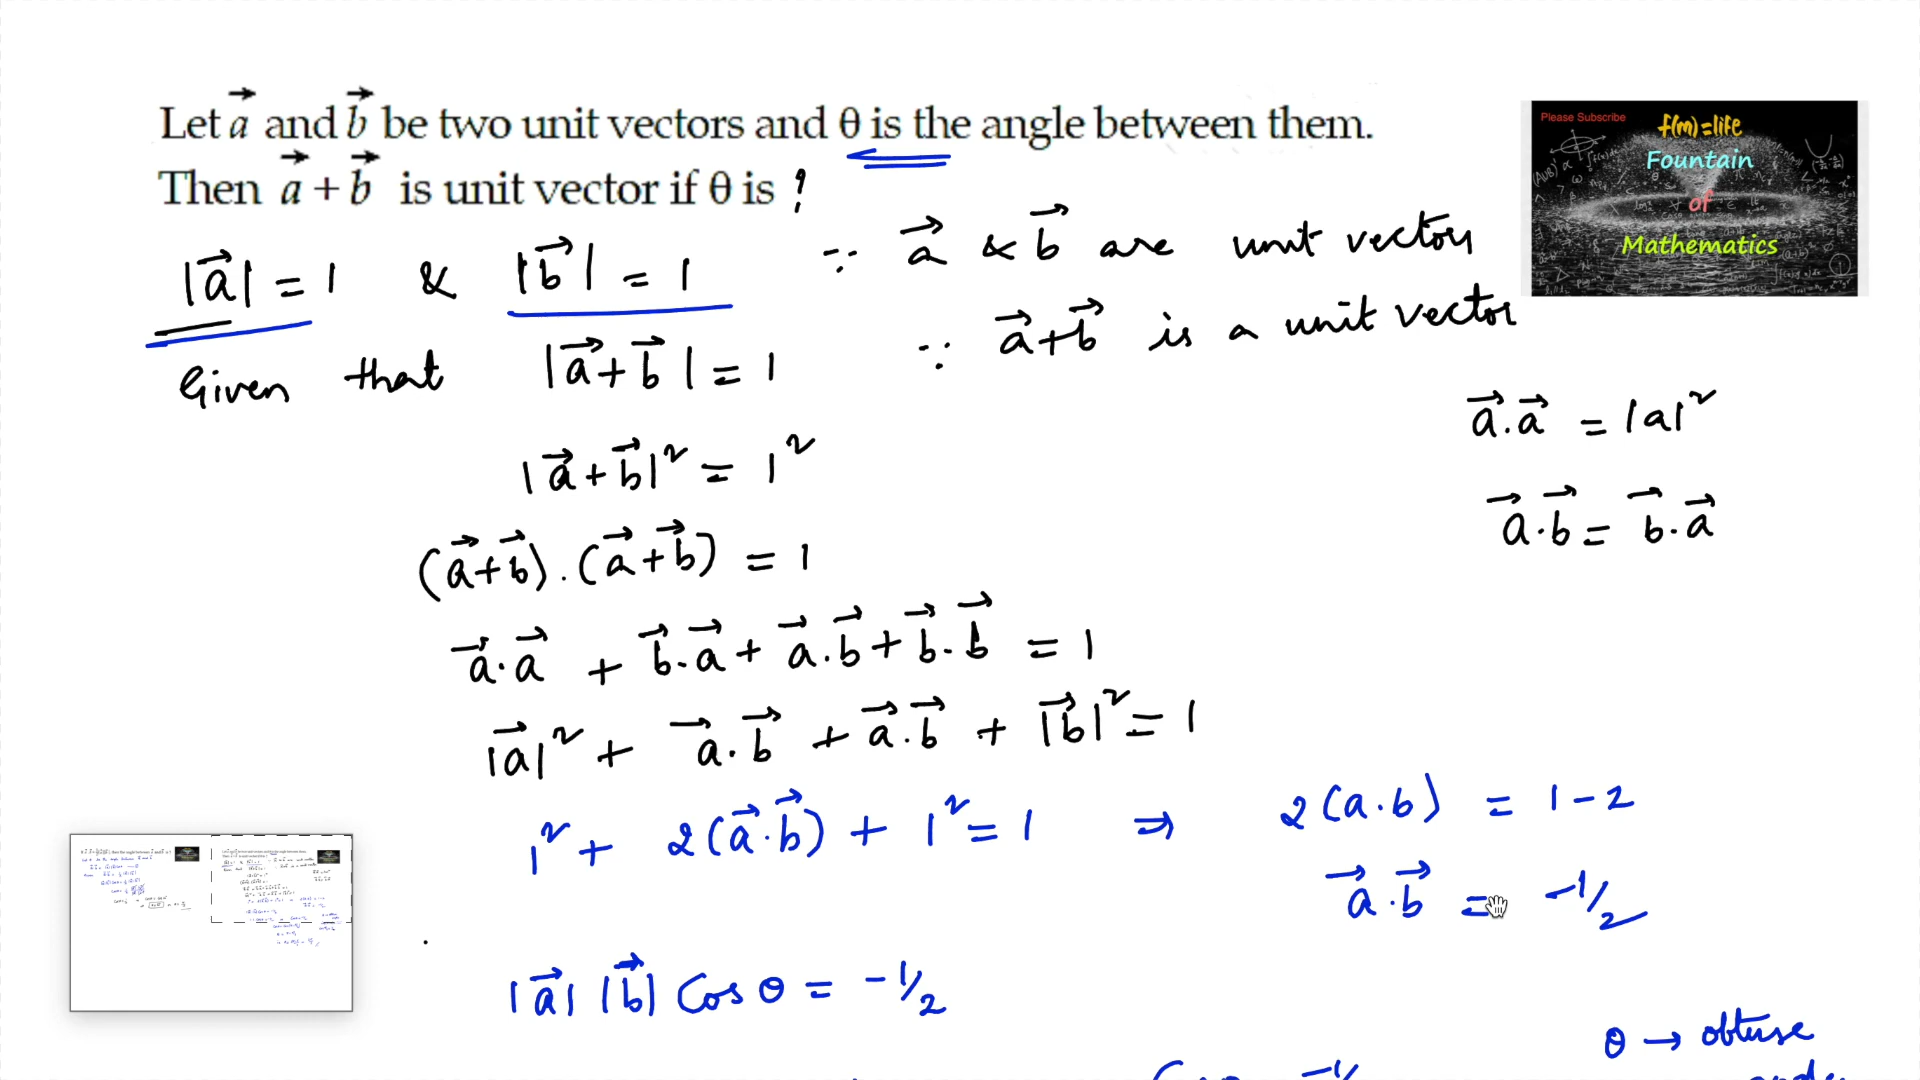 Let a⃗ and b⃗ be two unit vectors and θ is the angle between them.
Then a⃗ + b⃗ is unit vector if θ is ?
|a⃗| = 1 & |b⃗| = 1 ∵ a⃗ & b⃗ are unit vectors
Given that |a⃗+b⃗| = 1 ∵ a⃗+b⃗ is a unit vector
a⃗.a⃗ = |a|²
|a⃗+b⃗|² = 1²
a⃗.b⃗ = b⃗.a⃗
(a⃗+b⃗).(a⃗+b⃗) = 1
a⃗.a⃗ + b⃗.a⃗ + a⃗.b⃗ + b⃗.b⃗ = 1
|a⃗|² + a⃗.b⃗ + a⃗.b⃗ + |b⃗|² = 1
1² + 2(a⃗.b⃗) + 1² = 1 ⇒ 2(a.b) = 1-2
a⃗.b⃗ = -1/2
|a⃗| |b⃗| Cos θ = -1/2
θ → obtuse
Please Subscribe
f(m)=life
Fountain
of
Mathematics